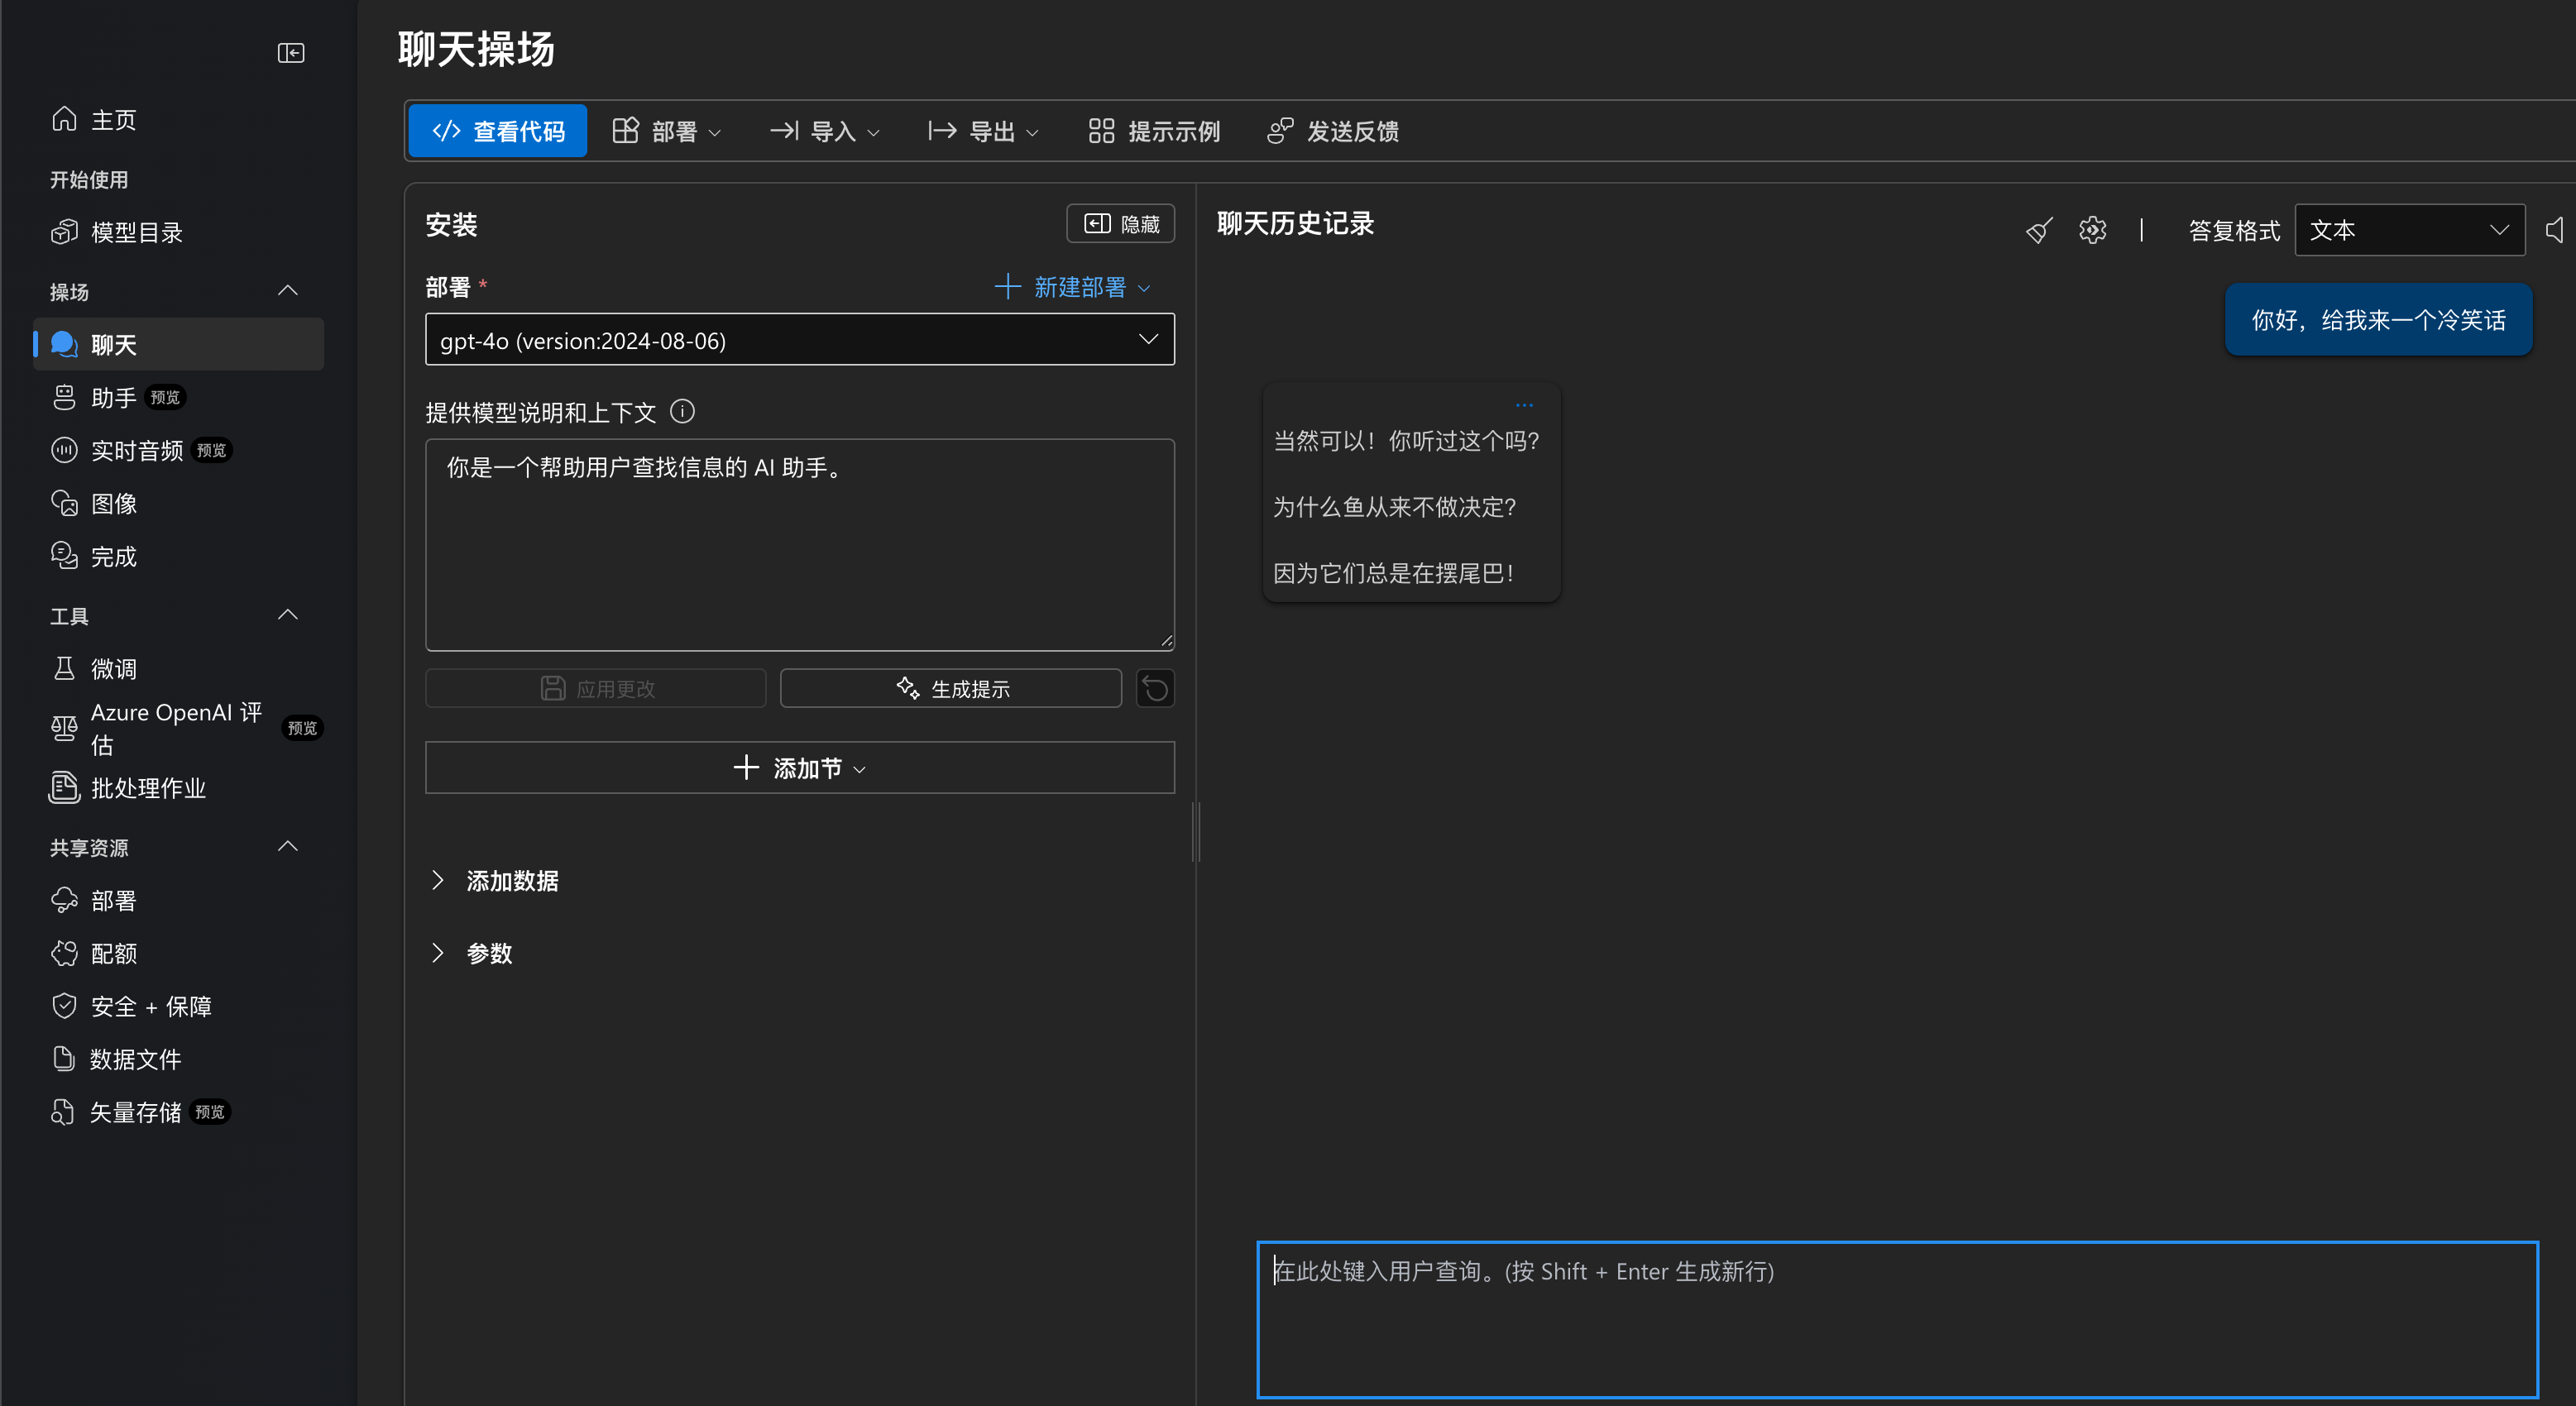 主页
开始使用
模型目录
操场
聊天
助手 预览
实时音频 预览
图像
完成
工具
微调
Azure OpenAI 评
估
预览
批处理作业
共享资源
部署
配额
安全 + 保障
数据文件
矢量存储 预览
聊天操场
查看代码 部署 导入 导出 提示示例 发送反馈
安装 隐藏
部署 * 新建部署
gpt-4o (version:2024-08-06)
提供模型说明和上下文
你是一个帮助用户查找信息的 AI 助手。
应用更改 生成提示
添加节
添加数据
参数
聊天历史记录 答复格式 文本
你好，给我来一个冷笑话
当然可以！你听过这个吗？
为什么鱼从来不做决定？
因为它们总是在摆尾巴！
在此处键入用户查询。(按 Shift + Enter 生成新行)